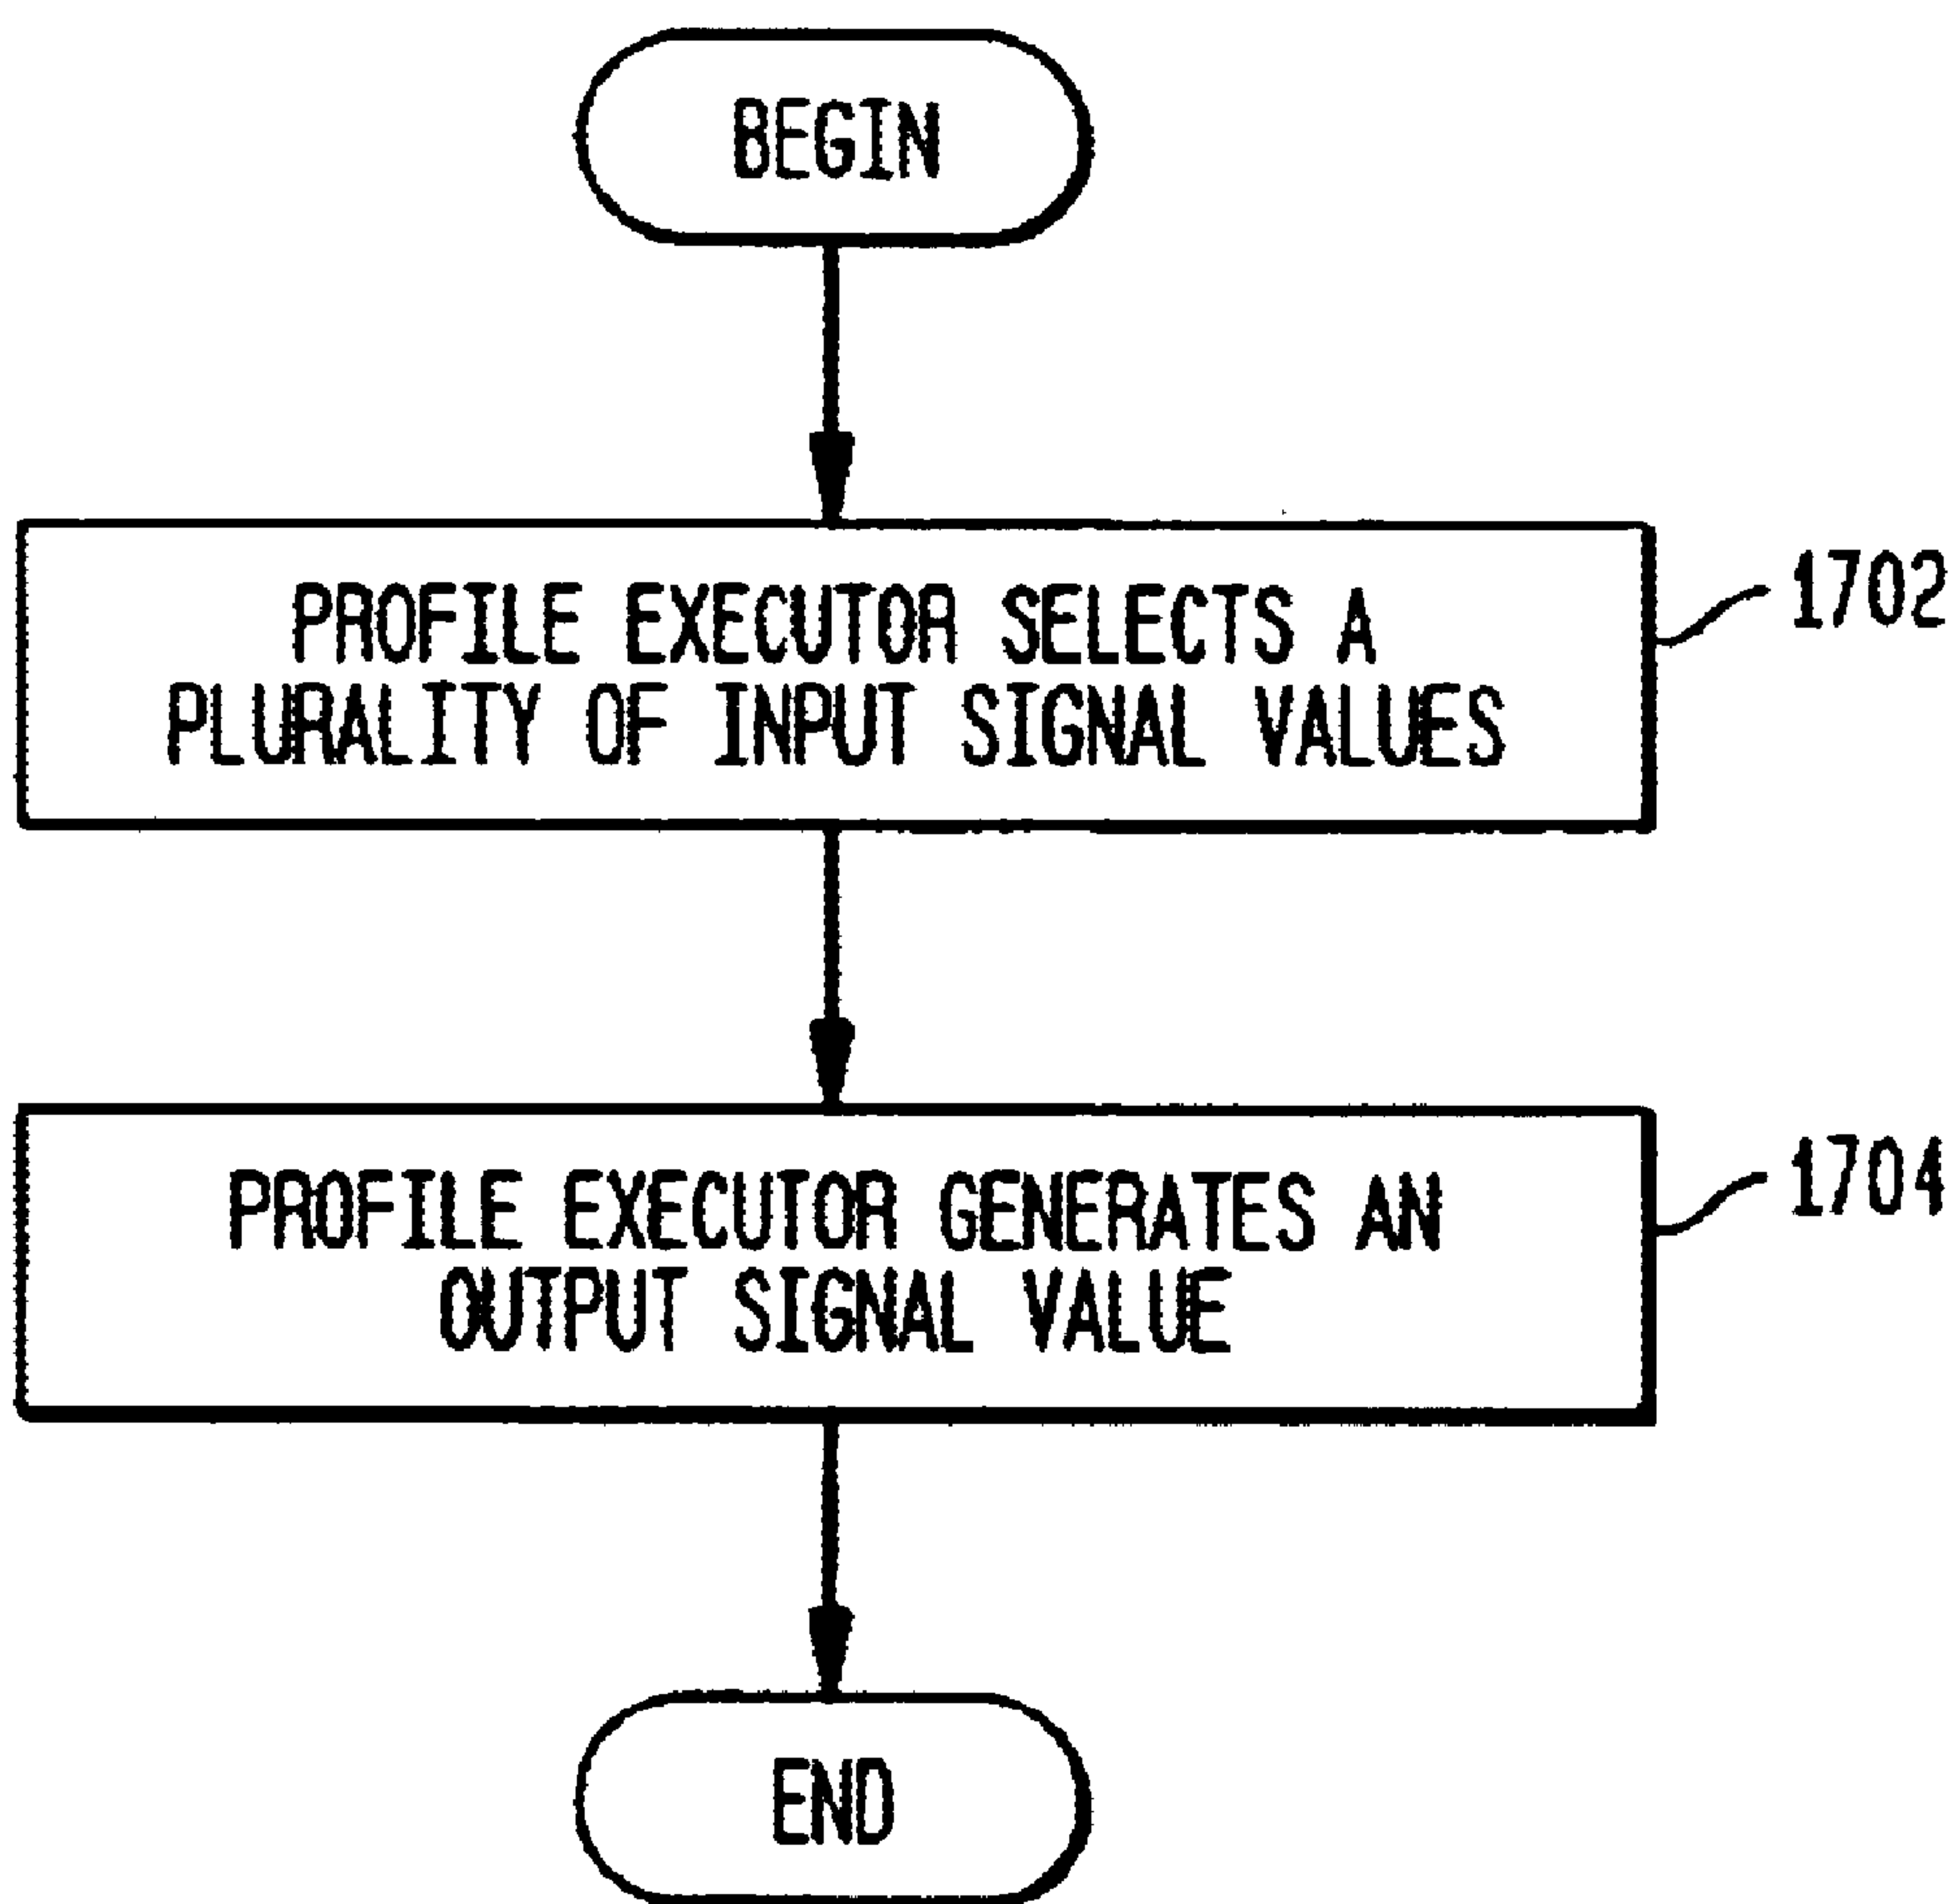 BEGIN
PROFILE EXECUTOR SELECTS A
PLURALITY OF INPUT SIGNAL VALUES
1702
PROFILE EXECUTOR GENERATES AN
OUTPUT SIGNAL VALUE
1704
END